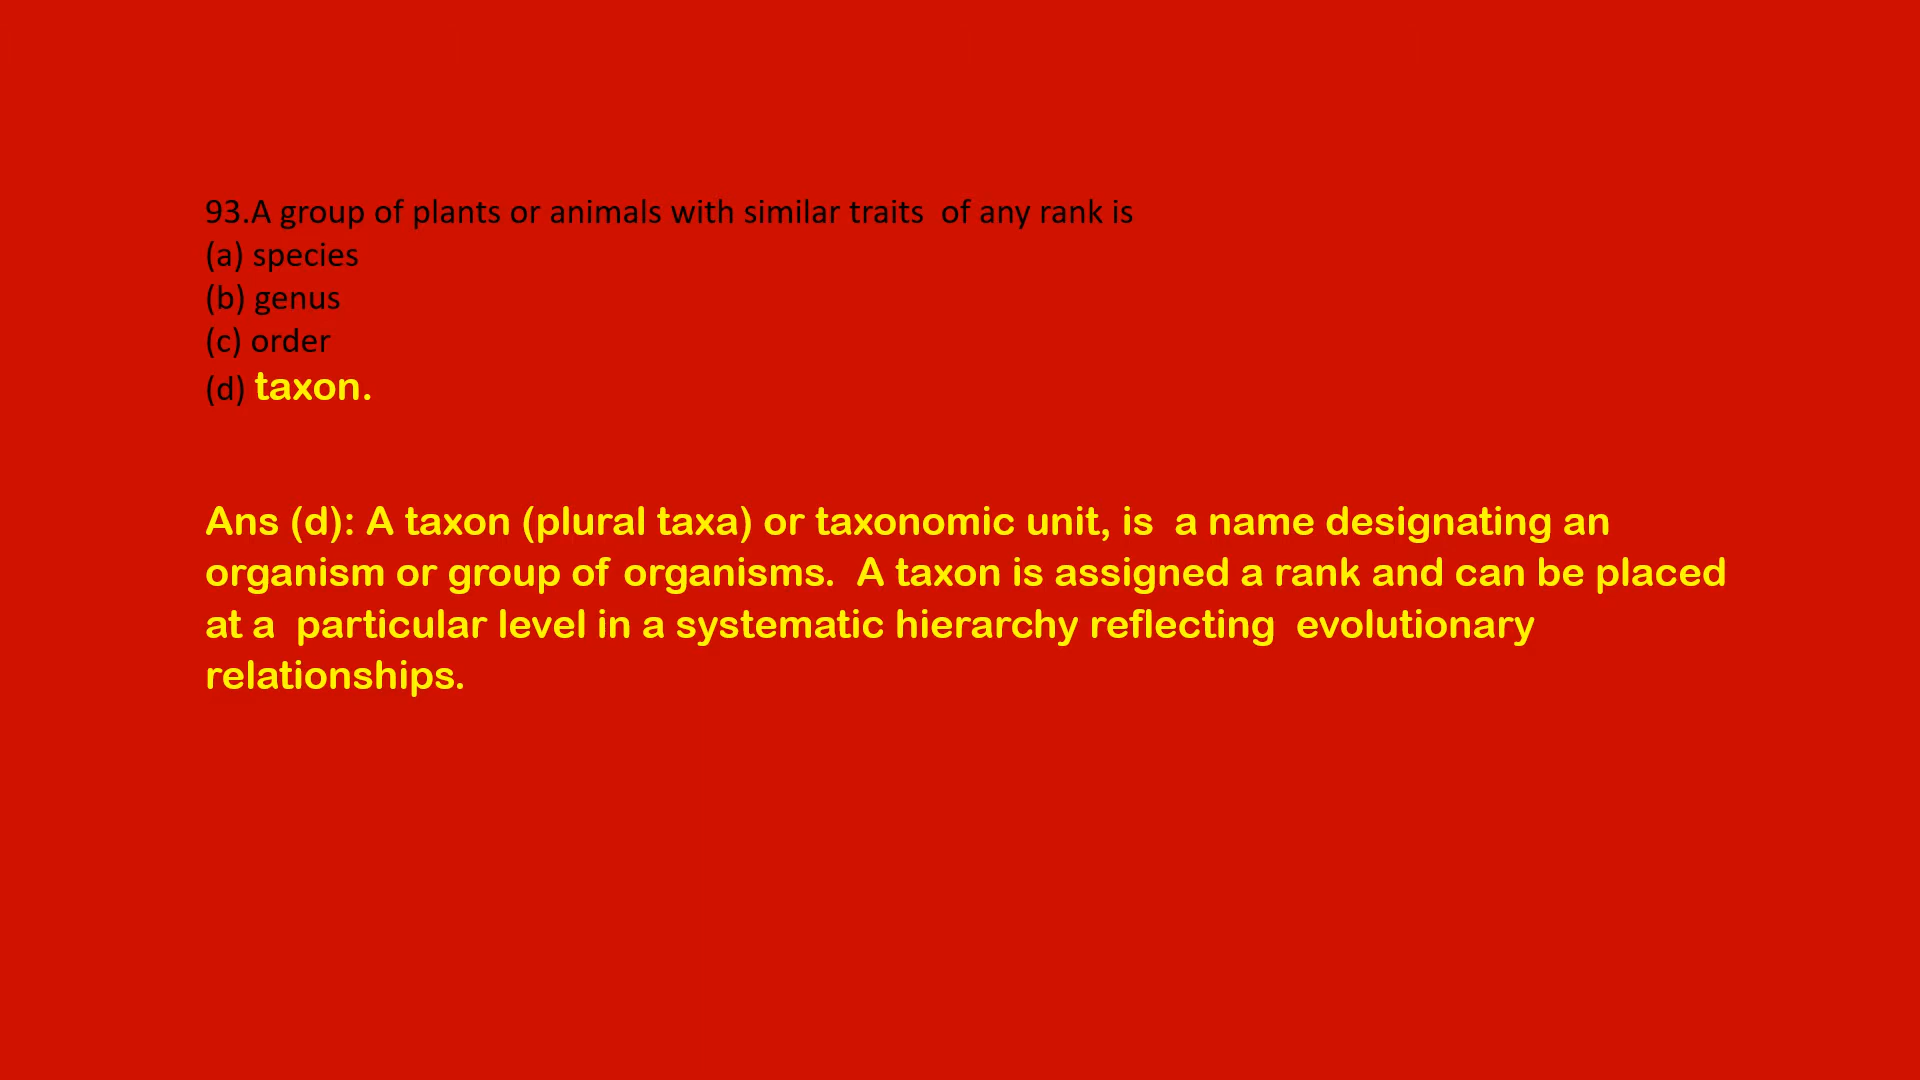 93.A group of plants or animals with similar traits  of any rank is
(a) species
(b) genus
(c) order
(d) taxon.
Ans (d): A taxon (plural taxa) or taxonomic unit, is  a name designating an
organism or group of organisms.  A taxon is assigned a rank and can be placed
at a  particular level in a systematic hierarchy reflecting  evolutionary
relationships.